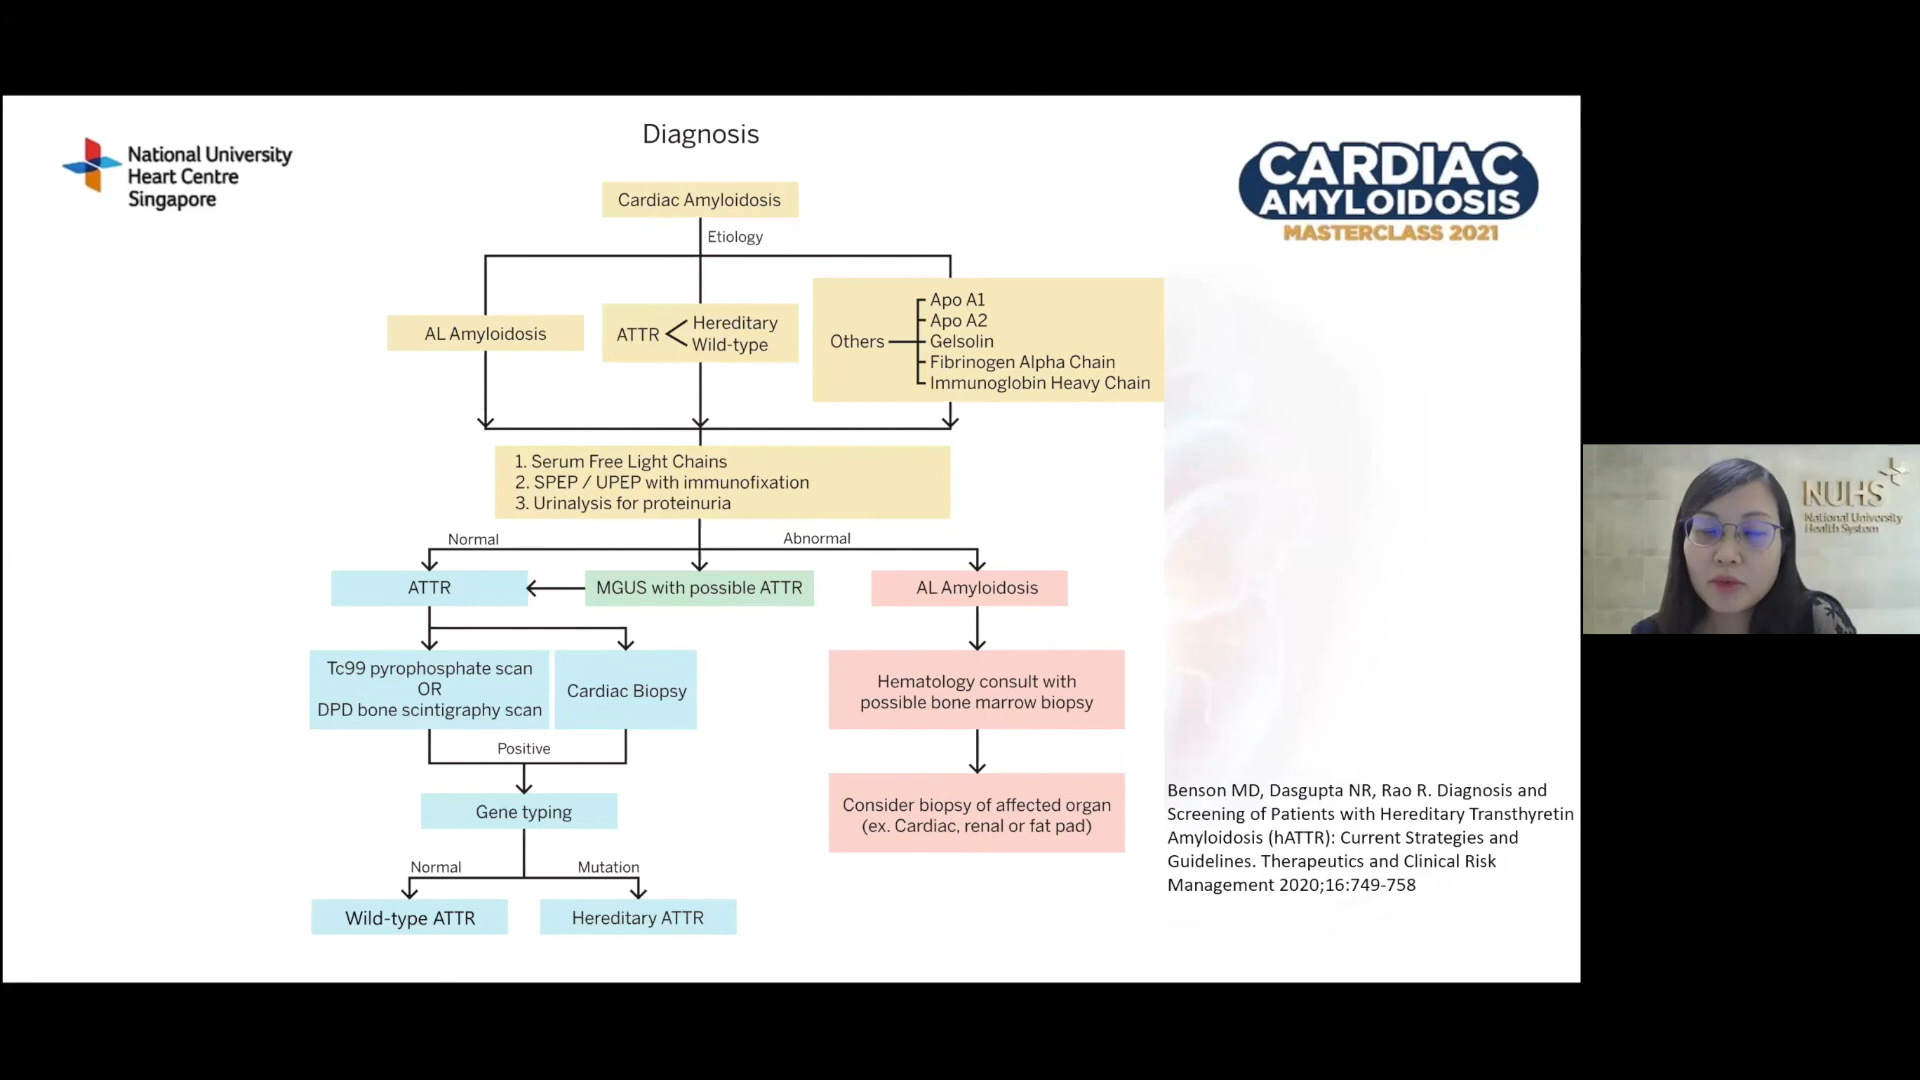 National University
Heart Centre
Singapore
Diagnosis
CARDIAC
AMYLOIDOSIS
MASTERCLASS 2021
Cardiac Amyloidosis
Etiology
AL Amyloidosis
ATTR
Hereditary
Wild-type
Others
Apo A1
Apo A2
Gelsolin
Fibrinogen Alpha Chain
Immunoglobin Heavy Chain
1. Serum Free Light Chains
2. SPEP / UPEP with immunofixation
3. Urinalysis for proteinuria
Normal
Abnormal
ATTR
MGUS with possible ATTR
AL Amyloidosis
Tc99 pyrophosphate scan
OR
DPD bone scintigraphy scan
Cardiac Biopsy
Hematology consult with
possible bone marrow biopsy
Positive
Gene typing
Consider biopsy of affected organ
(ex. Cardiac, renal or fat pad)
Normal
Mutation
Wild-type ATTR
Hereditary ATTR
Benson MD, Dasgupta NR, Rao R. Diagnosis and
Screening of Patients with Hereditary Transthyretin
Amyloidosis (hATTR): Current Strategies and
Guidelines. Therapeutics and Clinical Risk
Management 2020;16:749-758
NUHS
National University
Health System